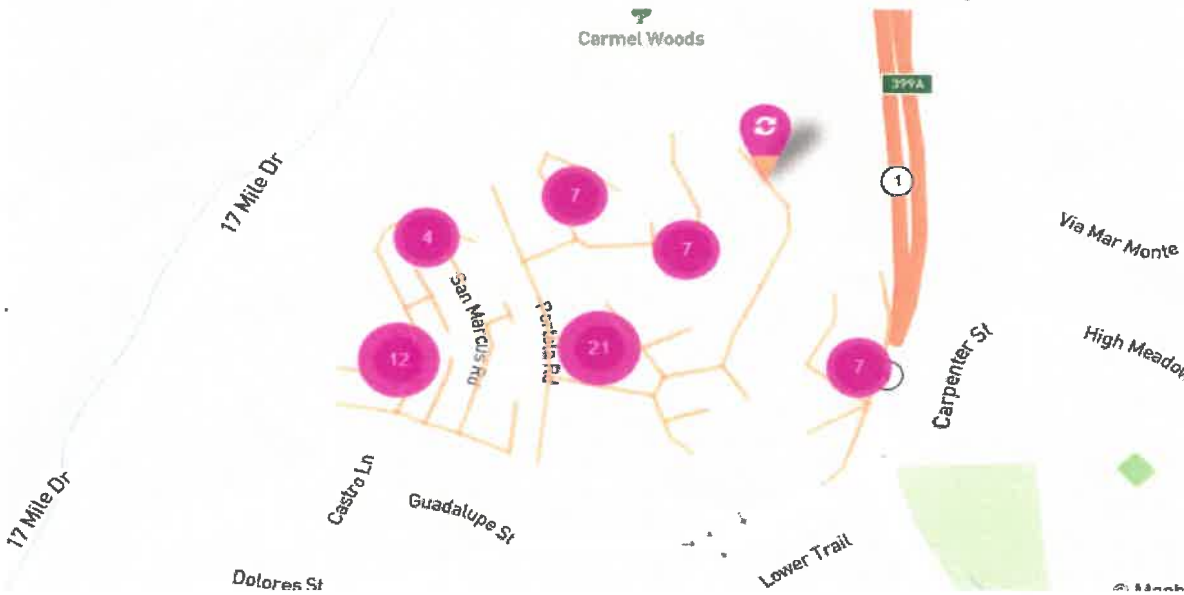 Carmel Woods
399A
17 Mile Dr
1
7
Via Mar Monte
4
7
San Marcus Rd
21
12
7
High Meadow
Carpenter St
17 Mile Dr
Castro Ln
Guadalupe St
Lower Trail
Dolores St